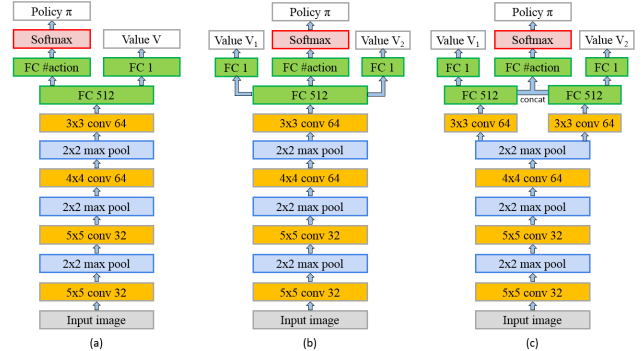 Policy π
Softmax
Value V
FC #action
FC 1
FC 512
3x3 conv 64
2x2 max pool
4x4 conv 64
2x2 max pool
5x5 conv 32
2x2 max pool
5x5 conv 32
Input image
(a)
Policy π
Value V1
Softmax
Value V2
FC 1
FC #action
FC 1
FC 512
3x3 conv 64
2x2 max pool
4x4 conv 64
2x2 max pool
5x5 conv 32
2x2 max pool
5x5 conv 32
Input image
(b)
Policy π
Value V1
Softmax
Value V2
FC 1
FC #action
FC 1
FC 512
concat
FC 512
3x3 conv 64
3x3 conv 64
2x2 max pool
4x4 conv 64
2x2 max pool
5x5 conv 32
2x2 max pool
5x5 conv 32
Input image
(c)